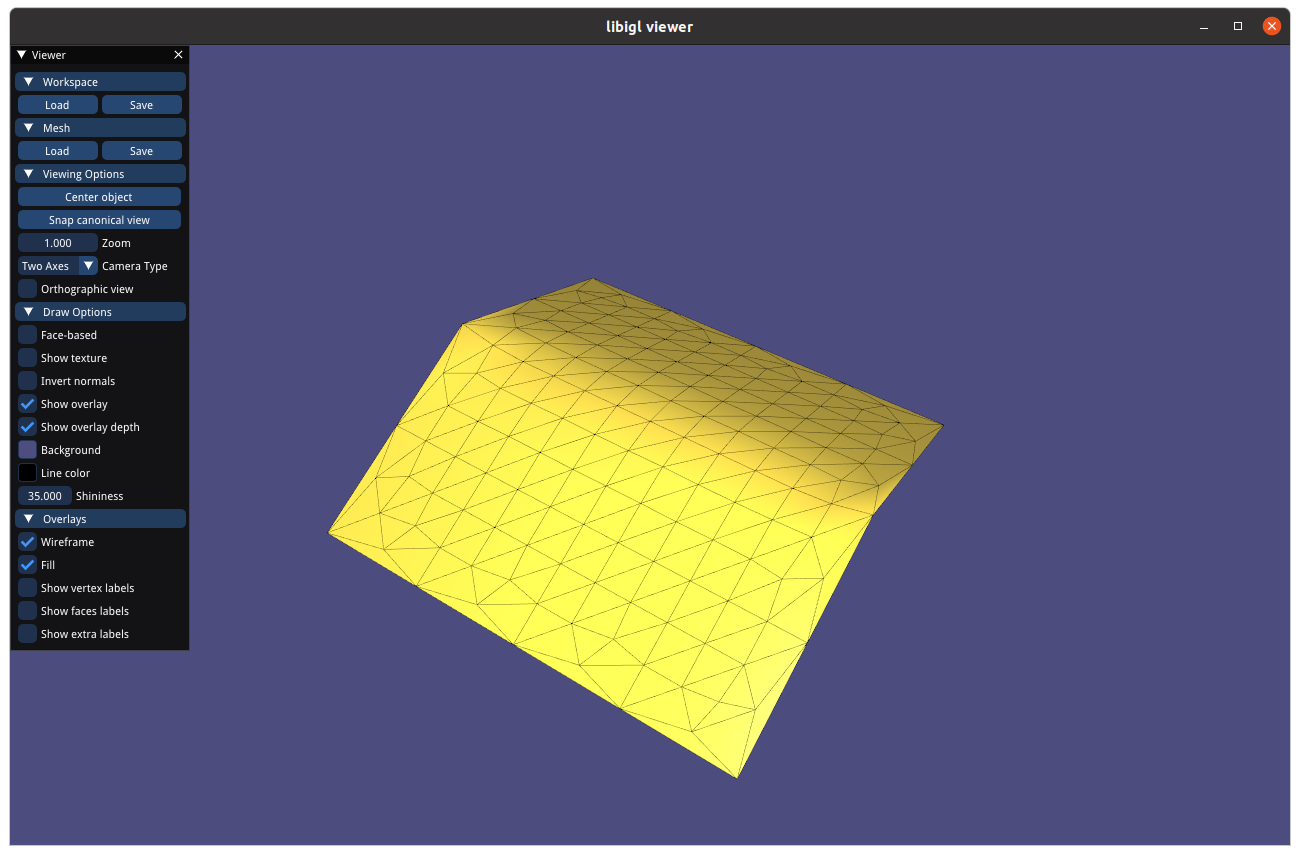 libigl viewer
Viewer
Workspace
Load Save
Mesh
Load Save
Viewing Options
Center object
Snap canonical view
1.000 Zoom
Two Axes Camera Type
Orthographic view
Draw Options
Face-based
Show texture
Invert normals
Show overlay
Show overlay depth
Background
Line color
35.000 Shininess
Overlays
Wireframe
Fill
Show vertex labels
Show faces labels
Show extra labels